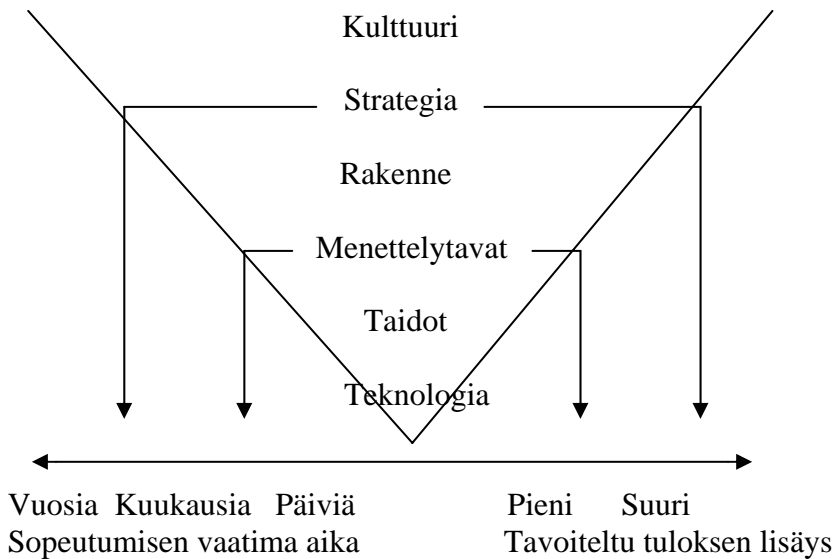 Kulttuuri
Strategia
Rakenne
Menettelytavat
Taidot
Teknologia
Vuosia Kuukausia Päiviä Pieni Suuri
Sopeutumisen vaatima aika Tavoiteltu tuloksen lisäys